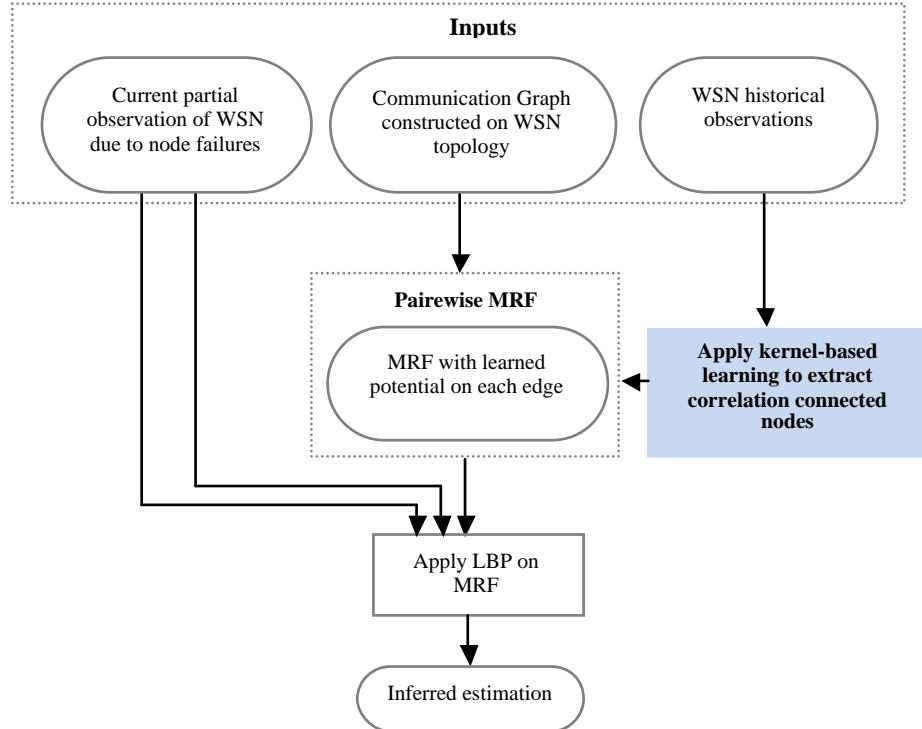 Inputs
Current partial
observation of WSN
due to node failures
Communication Graph
constructed on WSN
topology
WSN historical
observations
Pairewise MRF
MRF with learned
potential on each edge
Apply kernel-based
learning to extract
correlation connected
nodes
Apply LBP on
MRF
Inferred estimation